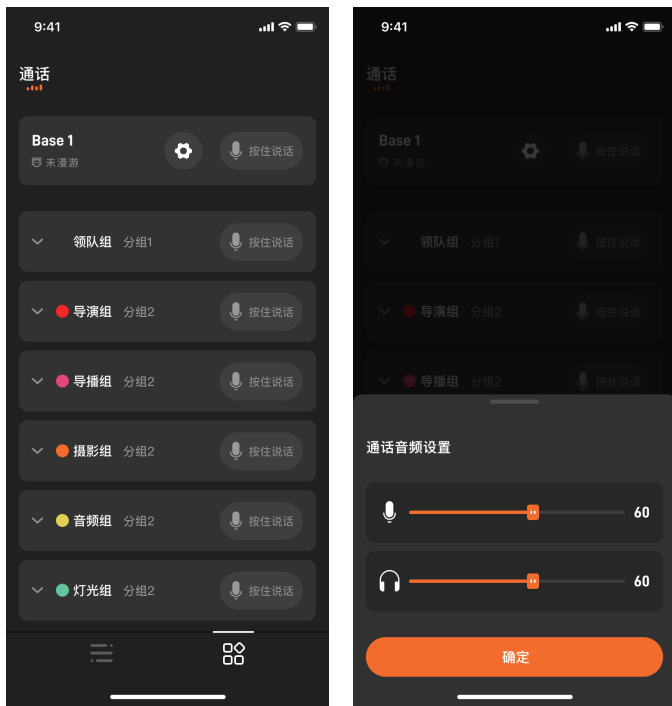 9:41
通话
Base 1
未漫游
按住说话
领队组 分组1 按住说话
导演组 分组2 按住说话
导播组 分组2 按住说话
摄影组 分组2 按住说话
音频组 分组2 按住说话
灯光组 分组2 按住说话
9:41
通话
Base 1
未漫游
按住说话
领队组 分组1 按住说话
导演组 分组2 按住说话
导播组 分组2 按住说话
通话音频设置
60
60
确定